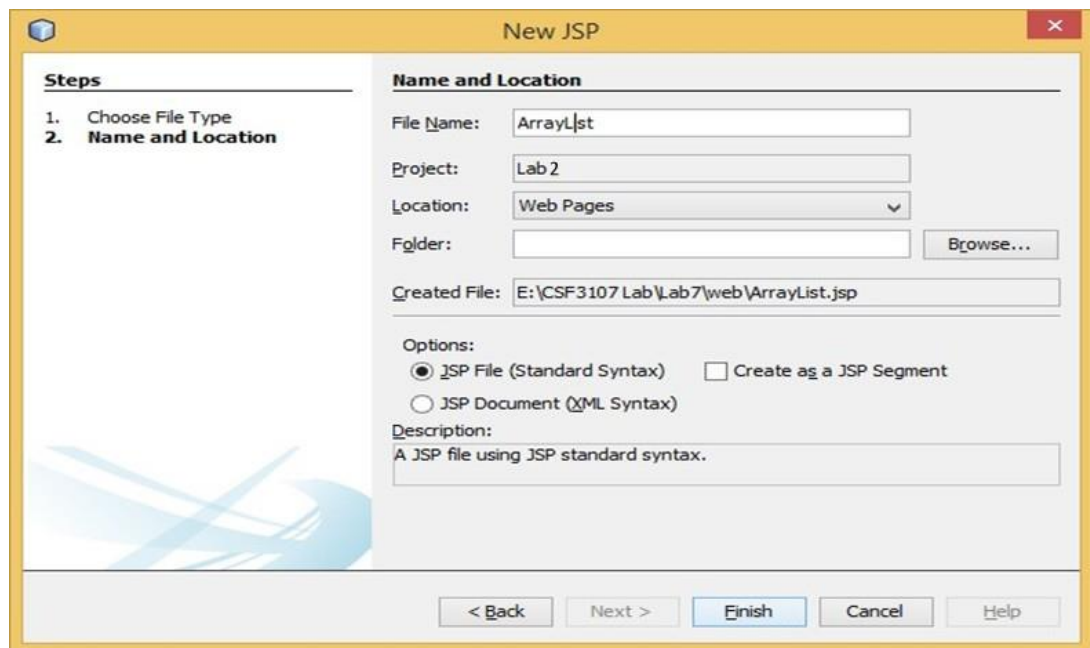 New JSP
Steps
1. Choose File Type
2. Name and Location
Name and Location
File Name: ArrayList
Project: Lab 2
Location: Web Pages
Folder: Browse...
Created File: E:\CSF3107 Lab\Lab7\web\ArrayList.jsp
Options:
JSP File (Standard Syntax) Create as a JSP Segment
JSP Document (XML Syntax)
Description:
A JSP file using JSP standard syntax.
< Back Next > Finish Cancel Help